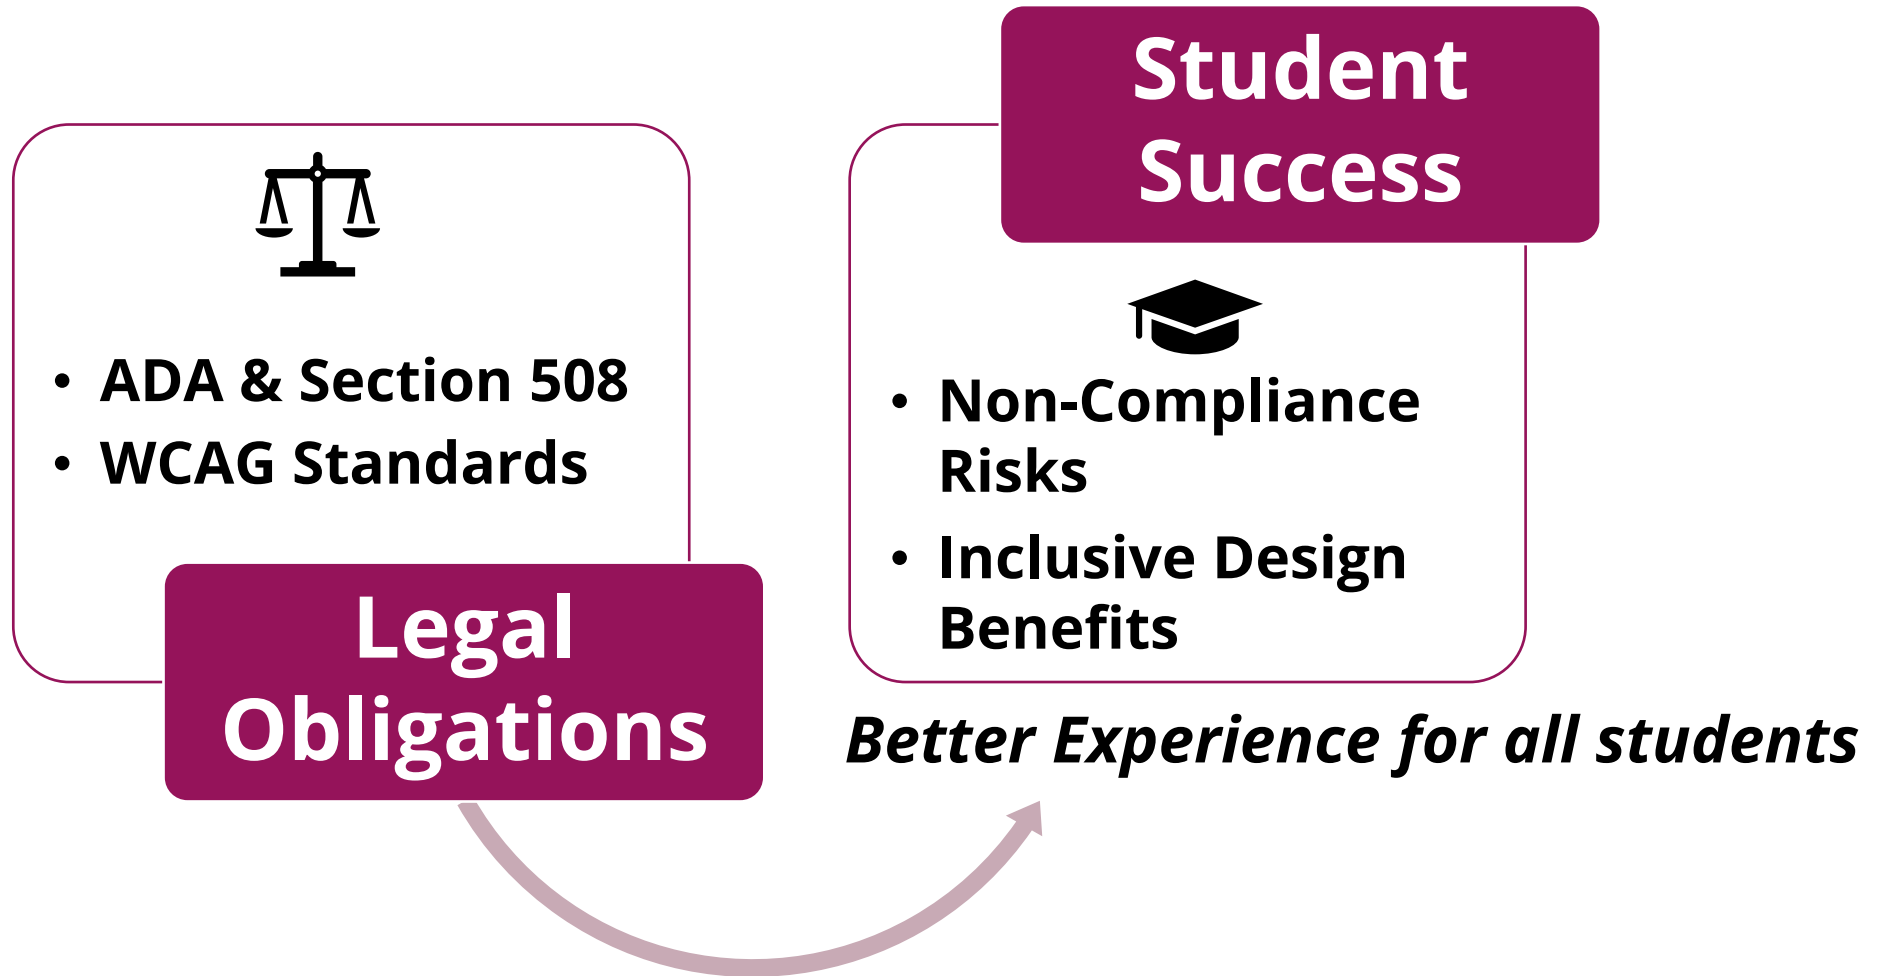 • ADA & Section 508
• WCAG Standards
Legal
Obligations
Student
Success
• Non-Compliance
Risks
• Inclusive Design
Benefits
Better Experience for all students